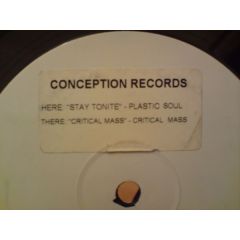 CONCEPTION RECORDS
HERE: "STAY TONITE" - PLASTIC SOUL
THERE: "CRITICAL MASS" - CRITICAL MASS